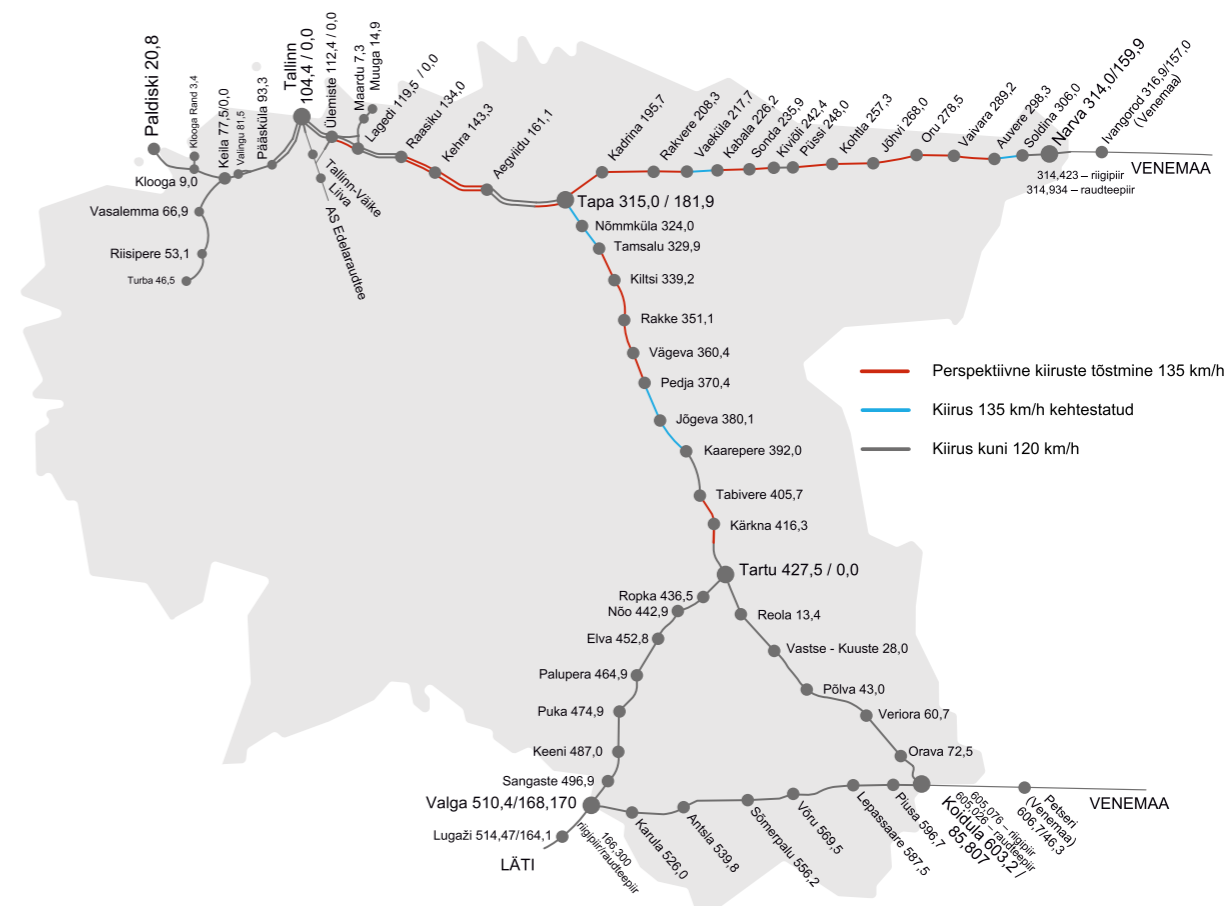 Paldiski 20,8
Klooga Rand 3,4
Klooga 9,0
Keila 77,5/0,0
Valingu 81,5
Pääsküla 93,3
Tallinn
104,4 / 0,0
Ülemiste 112,4 / 0,0
Maardu 7,3
Muuga 14,9
Lagedi 119,5 / 0,0
Raasiku 134,0
Kehra 143,3
Aegviidu 161,1
Vasalemma 66,9
Riisipere 53,1
Turba 46,5
Tallinn-Väike
Liiva
AS Edelaraudtee
Kadrina 195,7
Rakvere 208,3
Vaeküla 217,7
Kabala 226,2
Sonda 235,9
Kiviõli 242,4
Püssi 248,0
Kohtla 257,3
Jõhvi 268,0
Oru 278,5
Vaivara 289,2
Auvere 298,3
Soldina 306,0
Narva 314,0/159,9
Ivangorod 316,9/157,0
(Venemaa)
VENEMAA
314,423 – riigipiir
314,934 – raudteepiir
Tapa 315,0 / 181,9
Nõmmküla 324,0
Tamsalu 329,9
Kiltsi 339,2
Rakke 351,1
Vägeva 360,4
Pedja 370,4
Jõgeva 380,1
Kaarepere 392,0
Tabivere 405,7
Kärkna 416,3
Perspektiivne kiiruste tõstmine 135 km/h
Kiirus 135 km/h kehtestatud
Kiirus kuni 120 km/h
Tartu 427,5 / 0,0
Ropka 436,5
Nõo 442,9
Elva 452,8
Palupera 464,9
Puka 474,9
Keeni 487,0
Sangaste 496,9
Valga 510,4/168,170
Lugaži 514,47/164,1
LÄTI
166,300
riigipiir/raudteepiir
Reola 13,4
Vastse - Kuuste 28,0
Põlva 43,0
Veriora 60,7
Orava 72,5
Karula 526,0
Antsla 539,8
Sõmerpalu 556,2
Võru 569,5
Lepassaare 587,5
Piusa 596,7
Koidula 603,2 /
85,807
605,026 – raudteepiir
605,076 – riigipiir
Petseri
(Venemaa)
606,7/46,3
VENEMAA